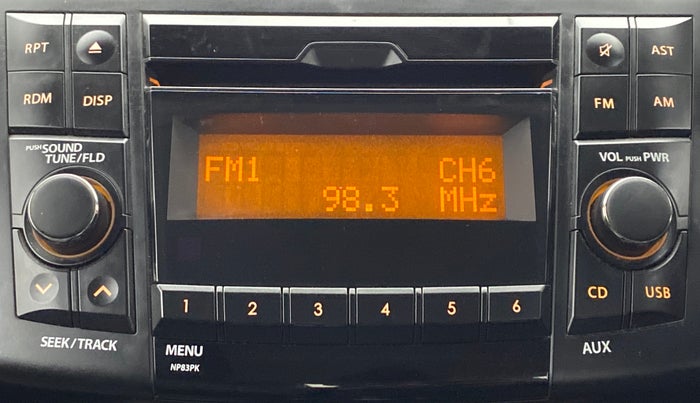 RPT
AST
RDM DISP
FM AM
PUSH SOUND
TUNE/FLD
VOL PUSH PWR
FM1 CH6
98.3 MHz
CD USB
1 2 3 4 5 6
SEEK/TRACK
MENU
AUX
NP83PK